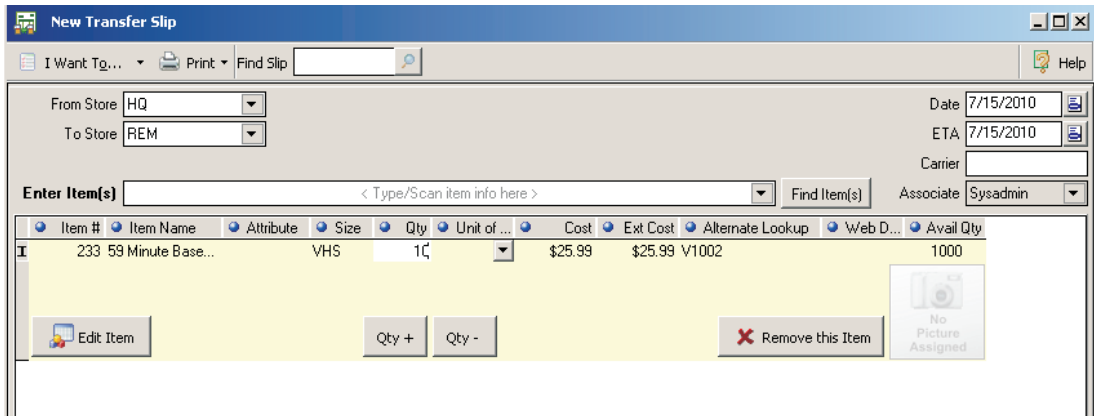 New Transfer Slip
I Want To... Print Find Slip Help
From Store HQ Date 7/15/2010
To Store REM ETA 7/15/2010
Carrier
Enter Item(s) < Type/Scan item info here > Find Item(s) Associate Sysadmin
Item # Item Name Attribute Size Qty Unit of ... Cost Ext Cost Alternate Lookup Web D... Avail Qty
233 59 Minute Base... VHS 10 $25.99 $25.99 V1002 1000
Edit Item Qty + Qty - Remove this Item
No
Picture
Assigned